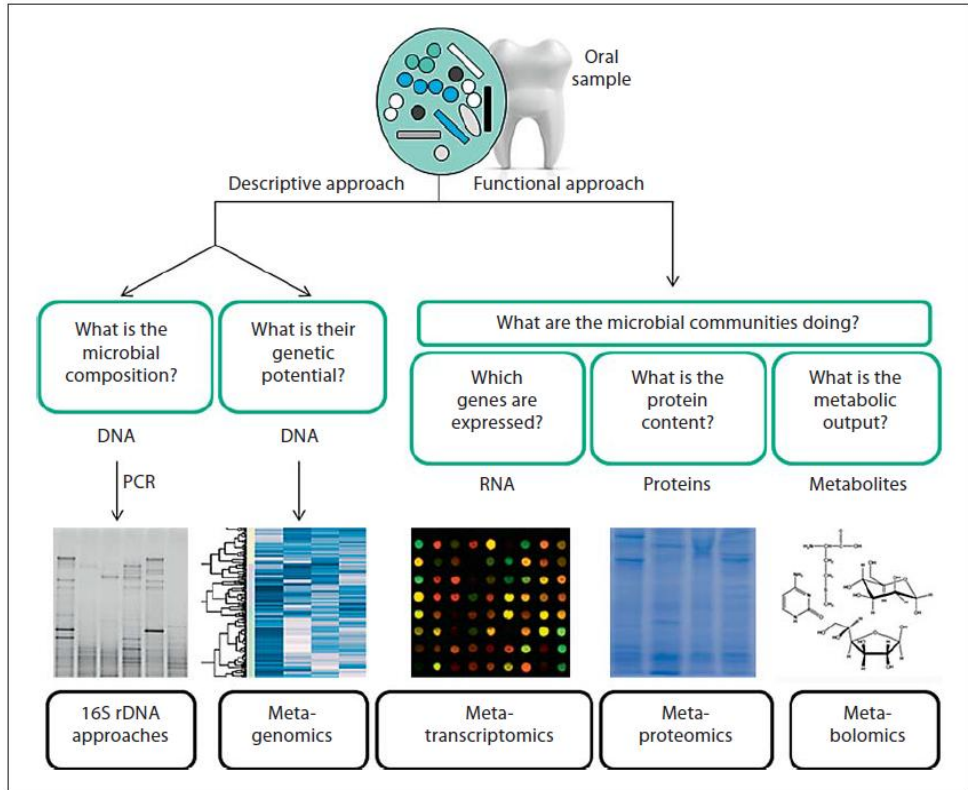 Oral
sample
Descriptive approach
Functional approach
What is the
microbial
composition?
What is their
genetic
potential?
What are the microbial communities doing?
Which
genes are
expressed?
What is the
protein
content?
What is the
metabolic
output?
DNA
DNA
RNA
Proteins
Metabolites
PCR
16S rDNA
approaches
Meta-
genomics
Meta-
transcriptomics
Meta-
proteomics
Meta-
bolomics